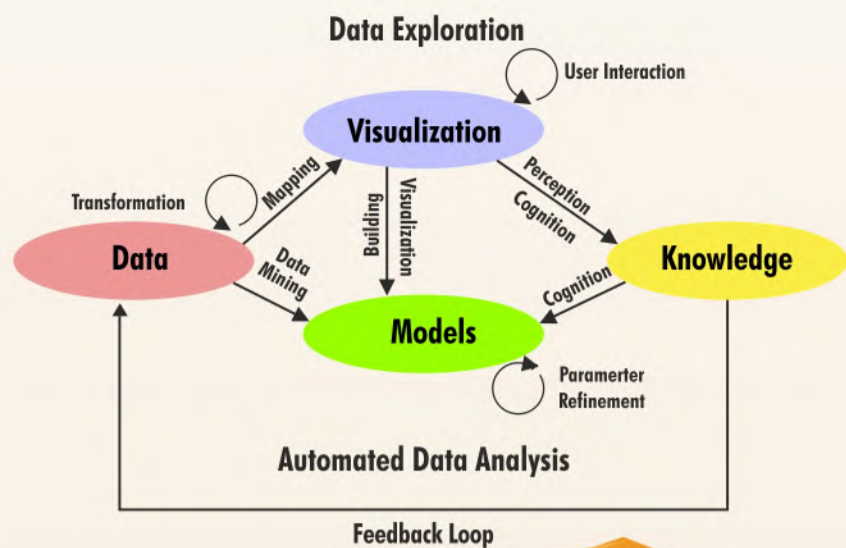 Data Exploration
User Interaction
Visualization
Transformation
Mapping
Building
Visualization
Perception
Cognition
Data
Data
Mining
Knowledge
Cognition
Models
Paramerter
Refinement
Automated Data Analysis
Feedback Loop